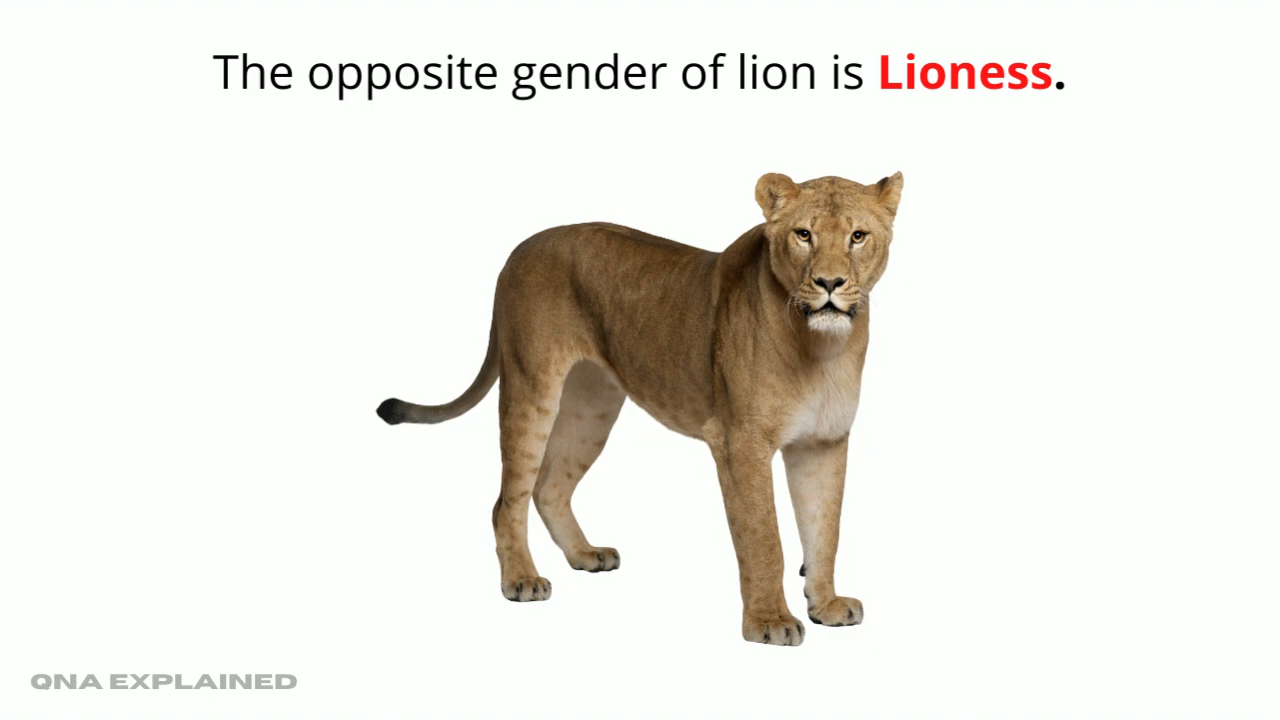 The opposite gender of lion is Lioness.
QNA EXPLAINED